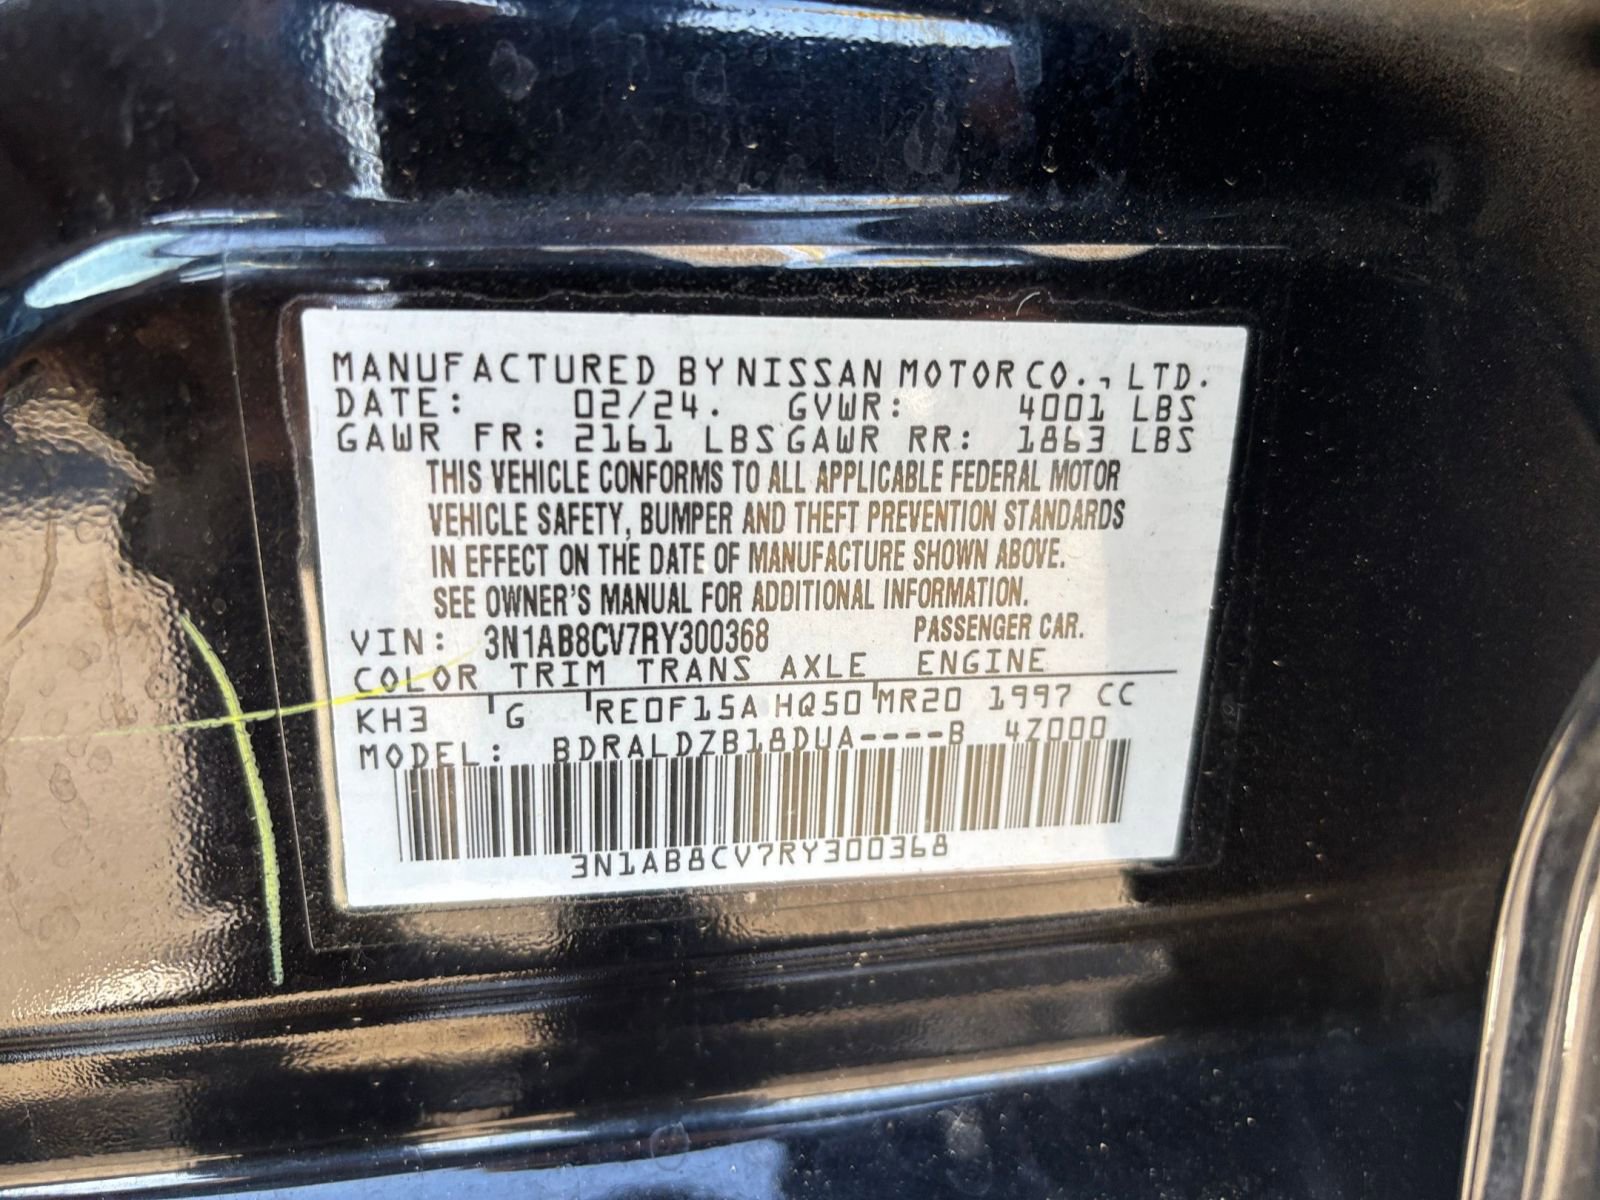 MANUFACTURED BY NISSAN MOTOR CO., LTD.
DATE: 02/24. GVWR: 4001 LBS
GAWR FR: 2161 LBS GAWR RR: 1863 LBS
THIS VEHICLE CONFORMS TO ALL APPLICABLE FEDERAL MOTOR
VEHICLE SAFETY, BUMPER AND THEFT PREVENTION STANDARDS
IN EFFECT ON THE DATE OF MANUFACTURE SHOWN ABOVE.
SEE OWNER'S MANUAL FOR ADDITIONAL INFORMATION.
VIN: 3N1AB8CV7RY300368 PASSENGER CAR.
COLOR TRIM TRANS AXLE ENGINE
KH3 G RE0F15A HQ50 MR20 1997 CC
MODEL: BDRALDZB18DUA----B 4Z000
3N1AB8CV7RY300368